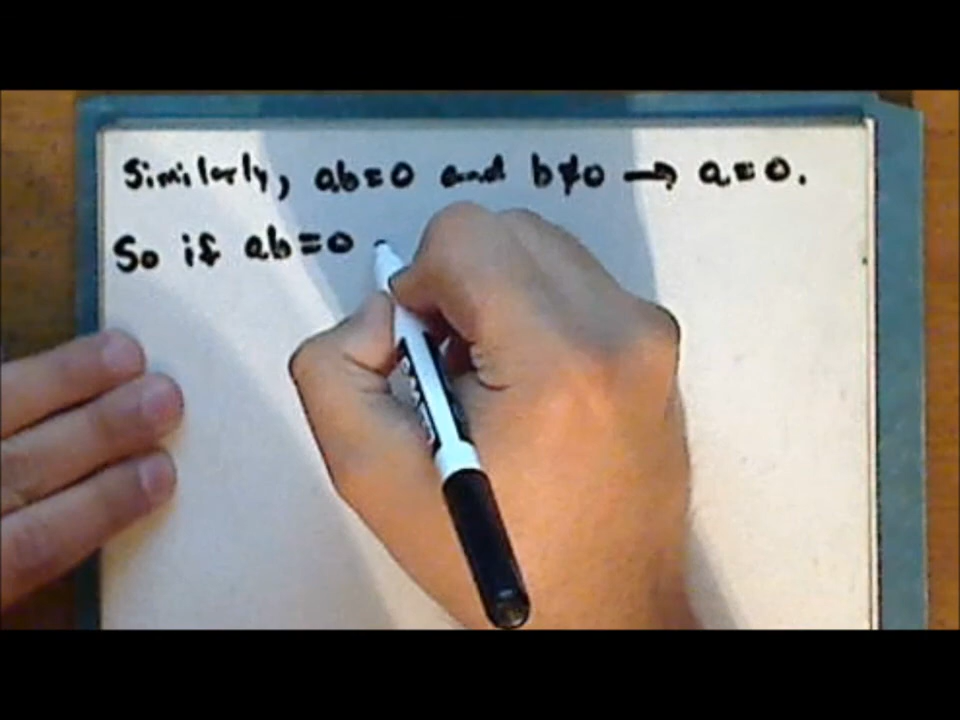 Similarly, ab=0 and b≠0 → a=0.
So if ab=0